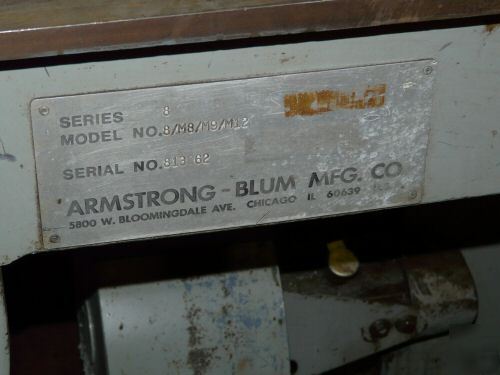 SERIES 8
MODEL NO. 8/M8/M9/M12
SERIAL NO.
ARMSTRONG-BLUM MFG. CO
5800 W. BLOOMINGDALE AVE. CHICAGO IL 60639